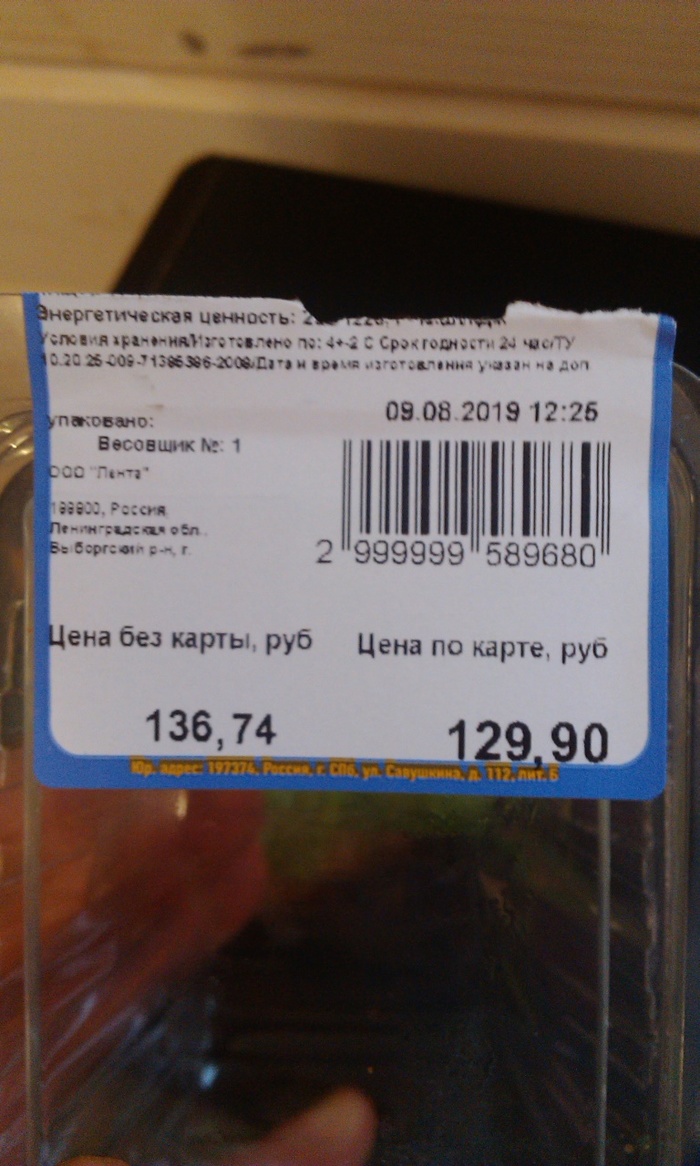 Энергетическая ценность:
Условия хранения/Изготовлено по: 4+-2 С Срок годности 24 час/ТУ
10.20.25-009-71385386-2008/Дата и время изготовления указан на доп
упаковано: 09.08.2019 12:25
Весовщик №: 1
ООО "Лента"
Россия,
Ленинградская обл.,
Выборгский р-н, г.
2 999999 589680
Цена без карты, руб Цена по карте, руб
136,74 129,90
Юр. адрес: 197374, Россия, г. СПб, ул. Савушкина, д. 112, лит. Б